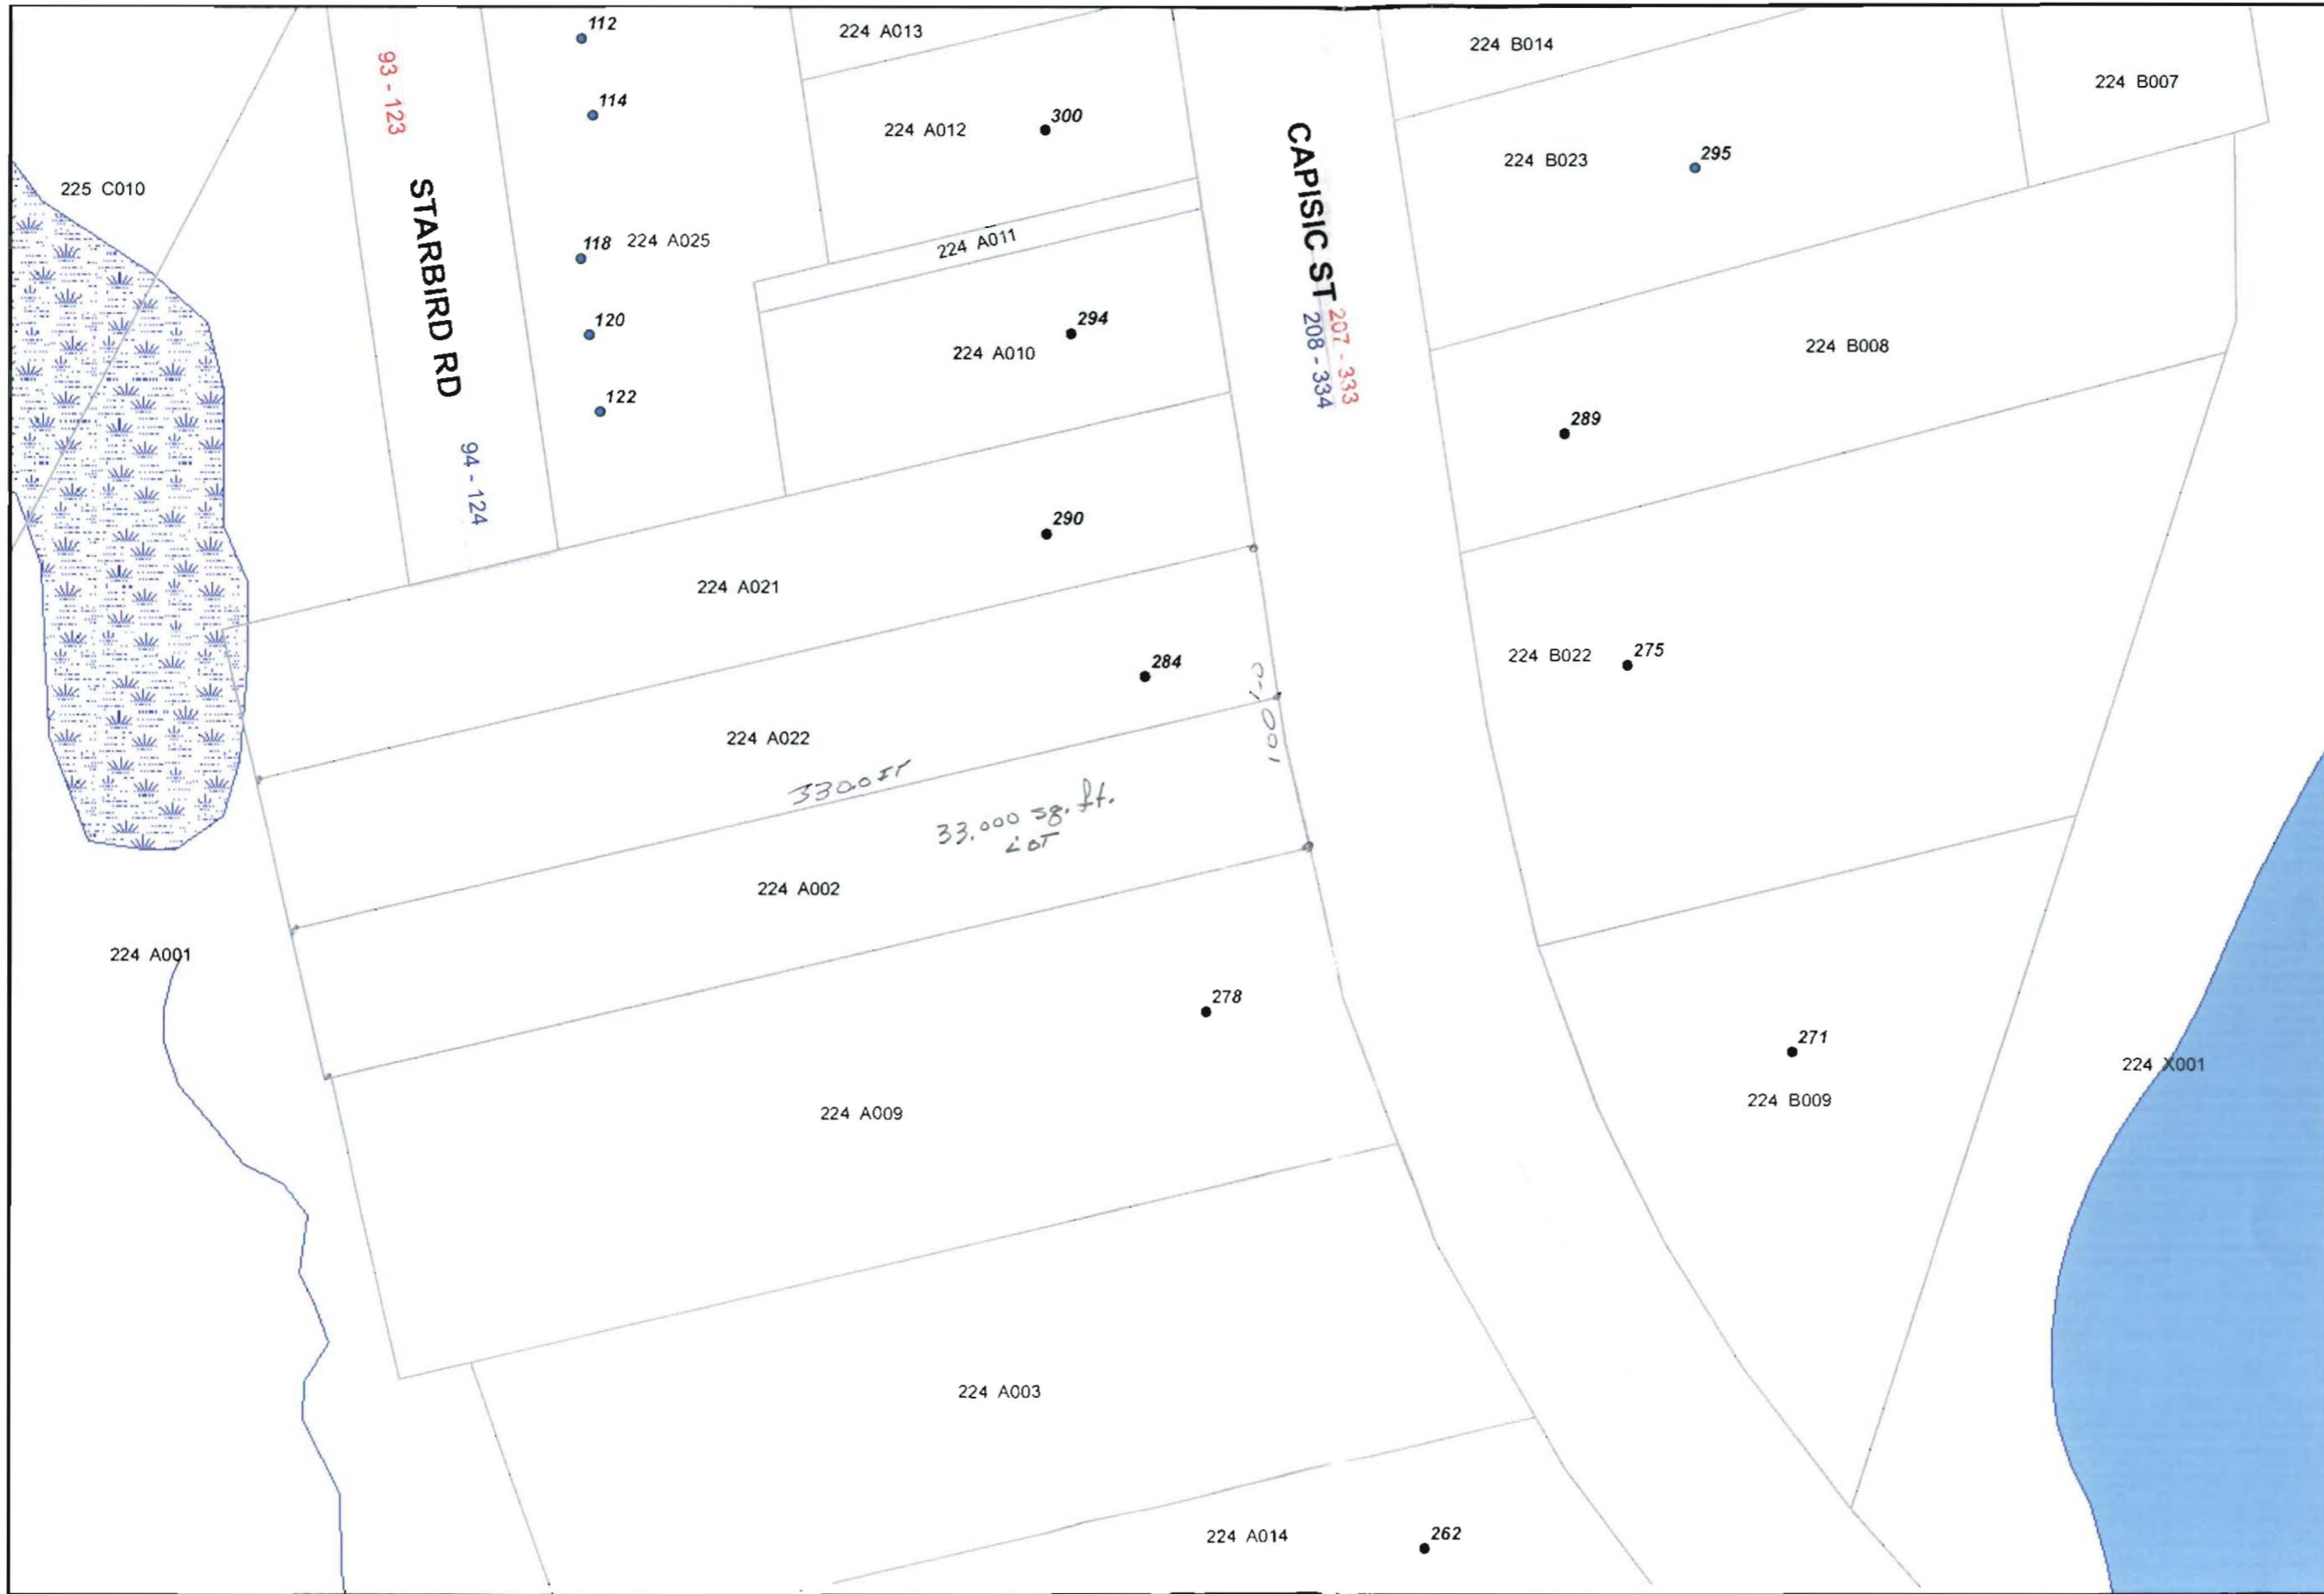 112
224 A013
224 B014
93 - 123
224 B007
114
300
224 A012
295
224 B023
225 C010
STARBIRD RD
CAPISIC ST
118 224 A025
224 A011
120
294
224 A010
207 - 333
208 - 334
224 B008
122
289
94 - 124
290
224 A021
284
224 B022
275
224 A022
330.0 FT
33,000 sq. ft.
LOT
224 A002
224 A001
278
271
224 X001
224 B009
224 A009
224 A003
224 A014
262